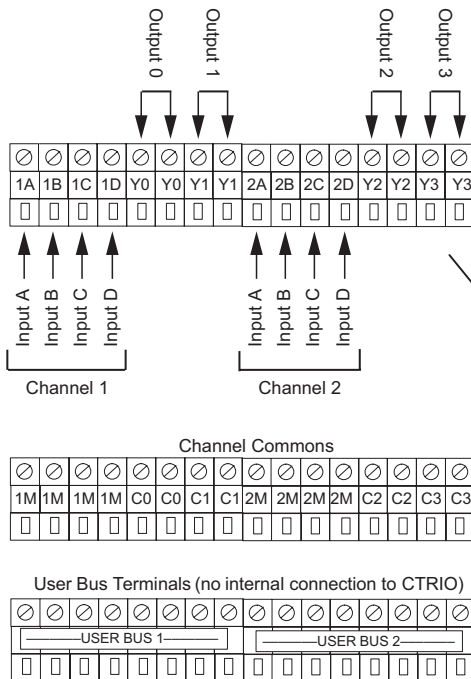 Output 0
Output 1
Output 2
Output 3
1A 1B 1C 1D Y0 Y0 Y1 Y1 2A 2B 2C 2D Y2 Y2 Y3 Y3
Input A
Input B
Input C
Input D
Input A
Input B
Input C
Input D
Channel 1
Channel 2
Channel Commons
1M 1M 1M 1M C0 C0 C1 C1 2M 2M 2M 2M C2 C2 C3 C3
User Bus Terminals (no internal connection to CTRIO)
USER BUS 1
USER BUS 2